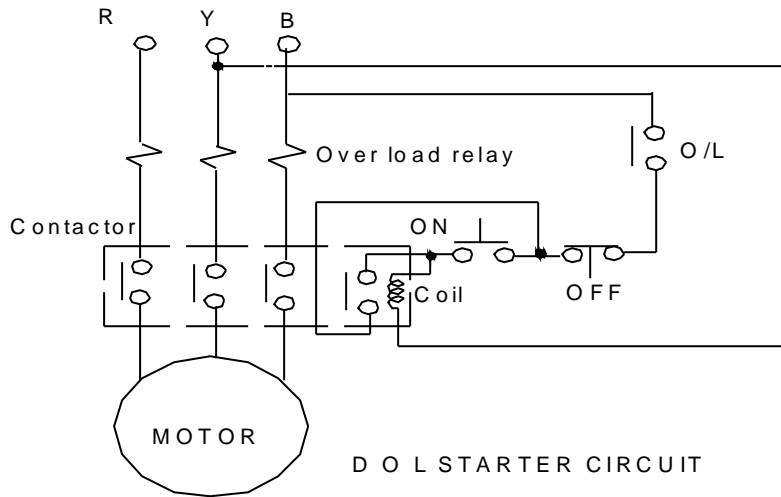 R Y B
Over load relay
O/L
Contactor
ON
Coil
OFF
MOTOR
D O L STARTER CIRCUIT